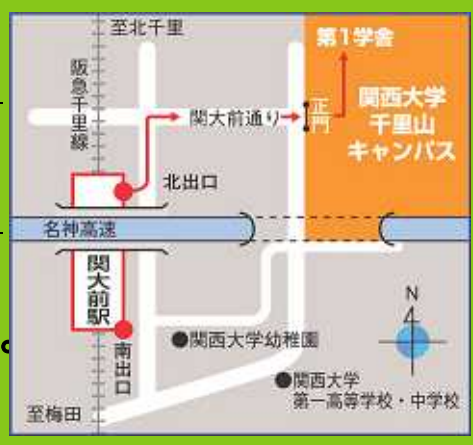 至北千里
阪急千里線
第1学舎
関西大学
千里山
キャンパス
関大前通り
正門
北出口
名神高速
関大前駅
南出口
至梅田
●関西大学幼稚園
●関西大学
第一高等学校・中学校
N